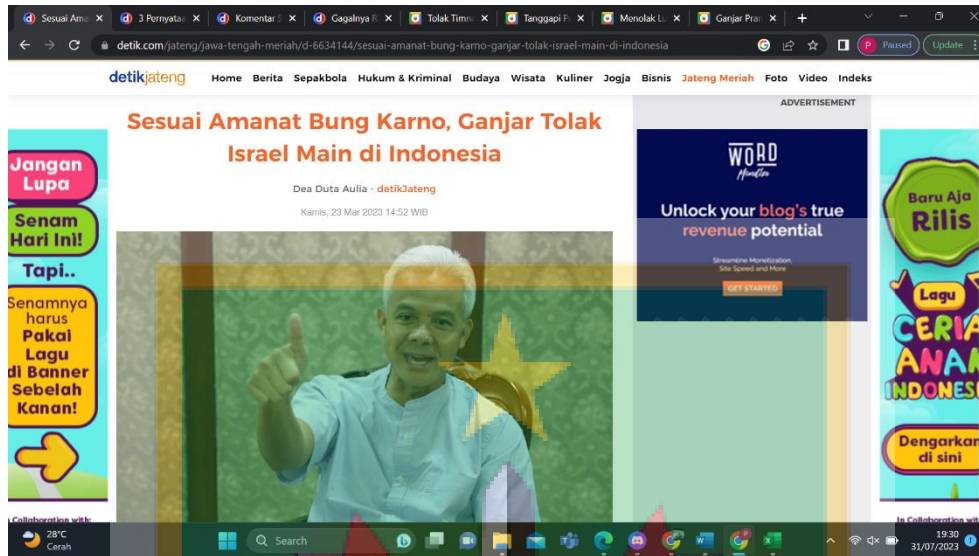 Sesuai Ama
3 Pernyataa
Komentar S
Gagalnya R
Tolak Timna
Tanggapi P
Menolak Lu
Ganjar Pran
detik.com/jateng/jawa-tengah-meriah/d-6634144/sesuai-amanat-bung-karno-ganjar-tolak-israel-main-di-indonesia
P Paused
Update
detikjateng
Home Berita Sepakbola Hukum & Kriminal Budaya Wisata Kuliner Jogja Bisnis Jateng Meriah Foto Video Indeks
Sesuai Amanat Bung Karno, Ganjar Tolak
Israel Main di Indonesia
Dea Duta Aulia - detikJateng
Kamis, 23 Mar 2023 14:52 WIB
ADVERTISEMENT
WORD
Monetize
Unlock your blog's true
revenue potential
Streamline Monetization,
Site Speed and More
GET STARTED
Jangan
Lupa
Senam
Hari Ini!
Tapi..
Senamnya
harus
Pakai
Lagu
di Banner
Sebelah
Kanan!
In Collaboration with:
Baru Aja
Rilis
Lagu
CERIA
ANAK
INDONESI
Dengarkan
di sini
In Collaboration wit
28°C
Cerah
Search
19:30
31/07/2023